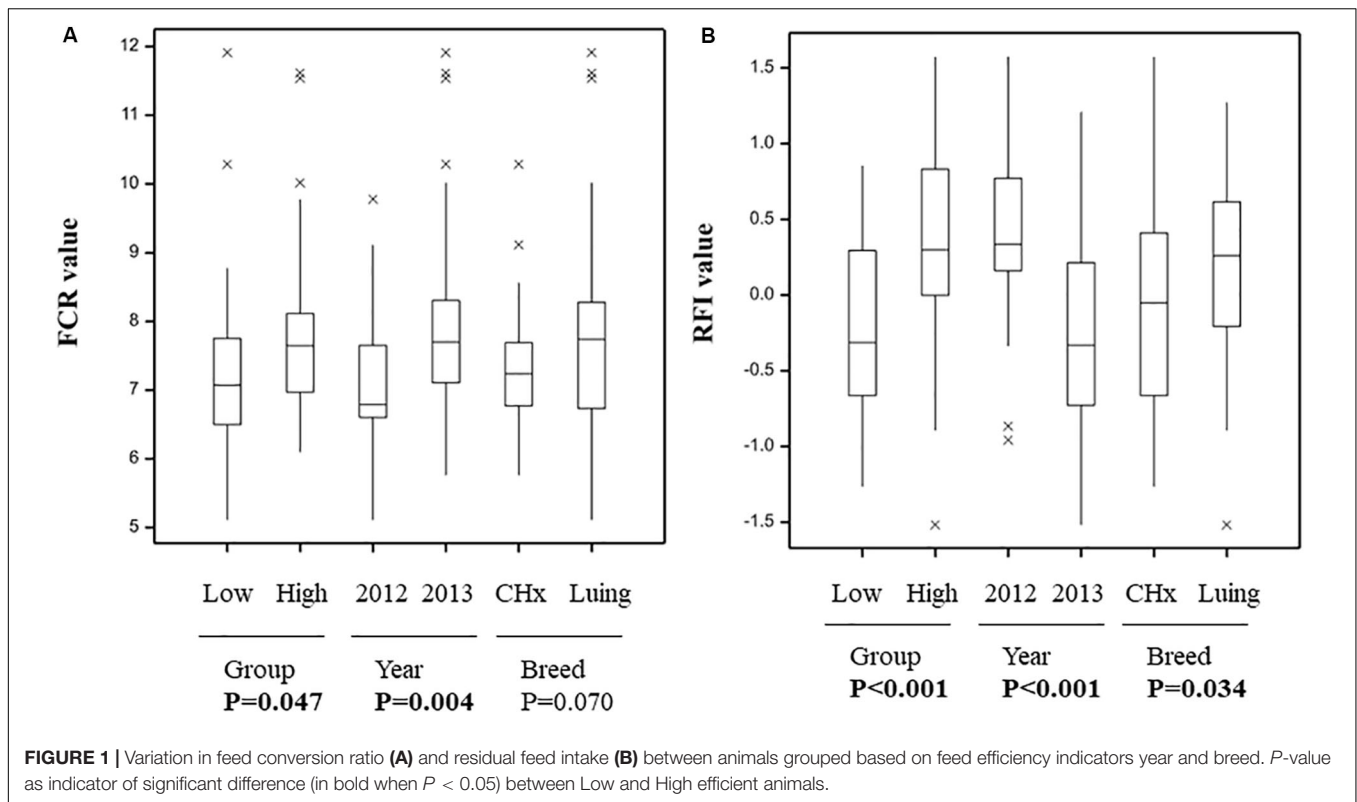 A
12
11
10
9
8
7
6
5
FCR value
Low High 2012 2013 CHx Luing
Group Year Breed
P=0.047 P=0.004 P=0.070
B
1.5
1.0
0.5
0.0
-0.5
-1.0
-1.5
RFI value
Low High 2012 2013 CHx Luing
Group Year Breed
P<0.001 P<0.001 P=0.034
FIGURE 1 | Variation in feed conversion ratio (A) and residual feed intake (B) between animals grouped based on feed efficiency indicators year and breed. P-value
as indicator of significant difference (in bold when P < 0.05) between Low and High efficient animals.